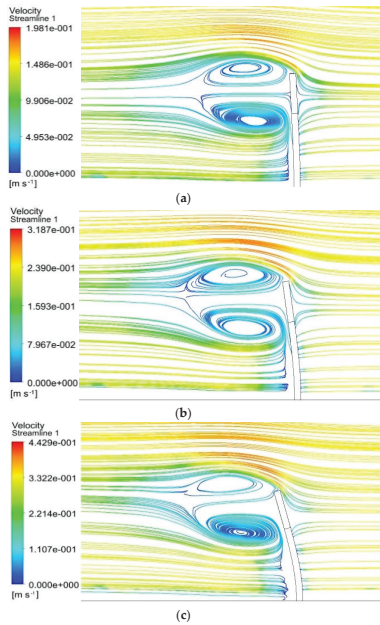 Velocity
Streamline 1
1.981e-001
1.486e-001
9.906e-002
4.953e-002
0.000e+000
[m s⁻¹]
(a)
Velocity
Streamline 1
3.187e-001
2.390e-001
1.593e-001
7.967e-002
0.000e+000
[m s⁻¹]
(b)
Velocity
Streamline 1
4.429e-001
3.322e-001
2.214e-001
1.107e-001
0.000e+000
[m s⁻¹]
(c)